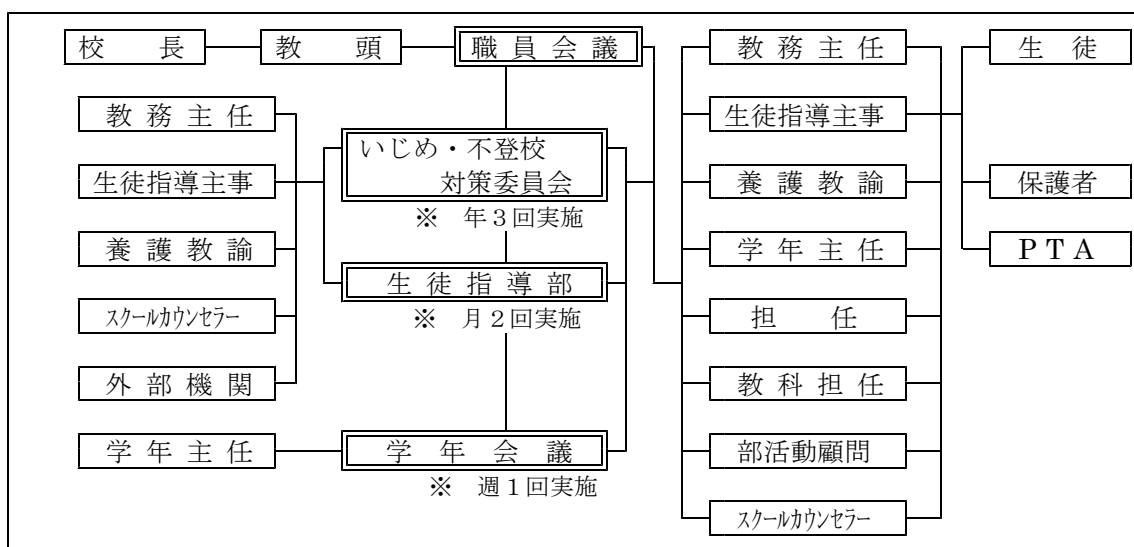 校　　長
教　　頭
職 員 会 議
教 務 主 任
生　徒
教 務 主 任
いじめ・不登校
対策委員会
生徒指導主事
生徒指導主事
養 護 教 諭
保護者
※　年３回実施
養 護 教 諭
学 年 主 任
ＰＴＡ
生 徒 指 導 部
ｽｸｰﾙｶｳﾝｾﾗｰ
※　月２回実施
担　　任
外 部 機 関
教 科 担 任
学 年 主 任
学 年 会 議
部活動顧問
※　週１回実施
ｽｸｰﾙｶｳﾝｾﾗｰ